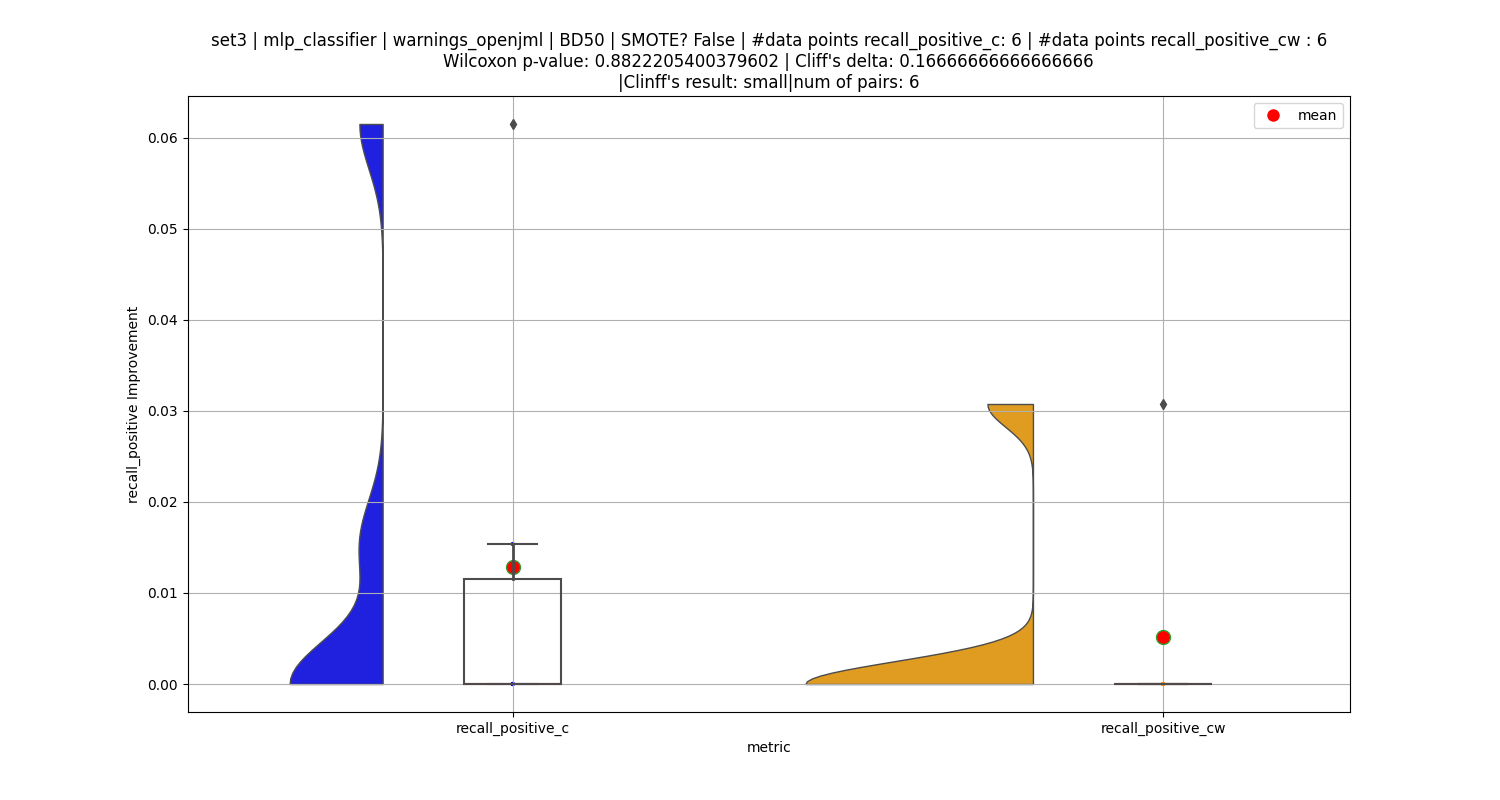 set3 | mlp_classifier | warnings_openjml | BD50 | SMOTE? False | #data points recall_positive_c: 6 | #data points recall_positive_cw : 6
Wilcoxon p-value: 0.8822205400379602 | Cliff's delta: 0.16666666666666666
|Clinff's result: small|num of pairs: 6
mean
0.06
0.05
0.04
0.03
0.02
0.01
0.00
recall_positive Improvement
recall_positive_c
recall_positive_cw
metric